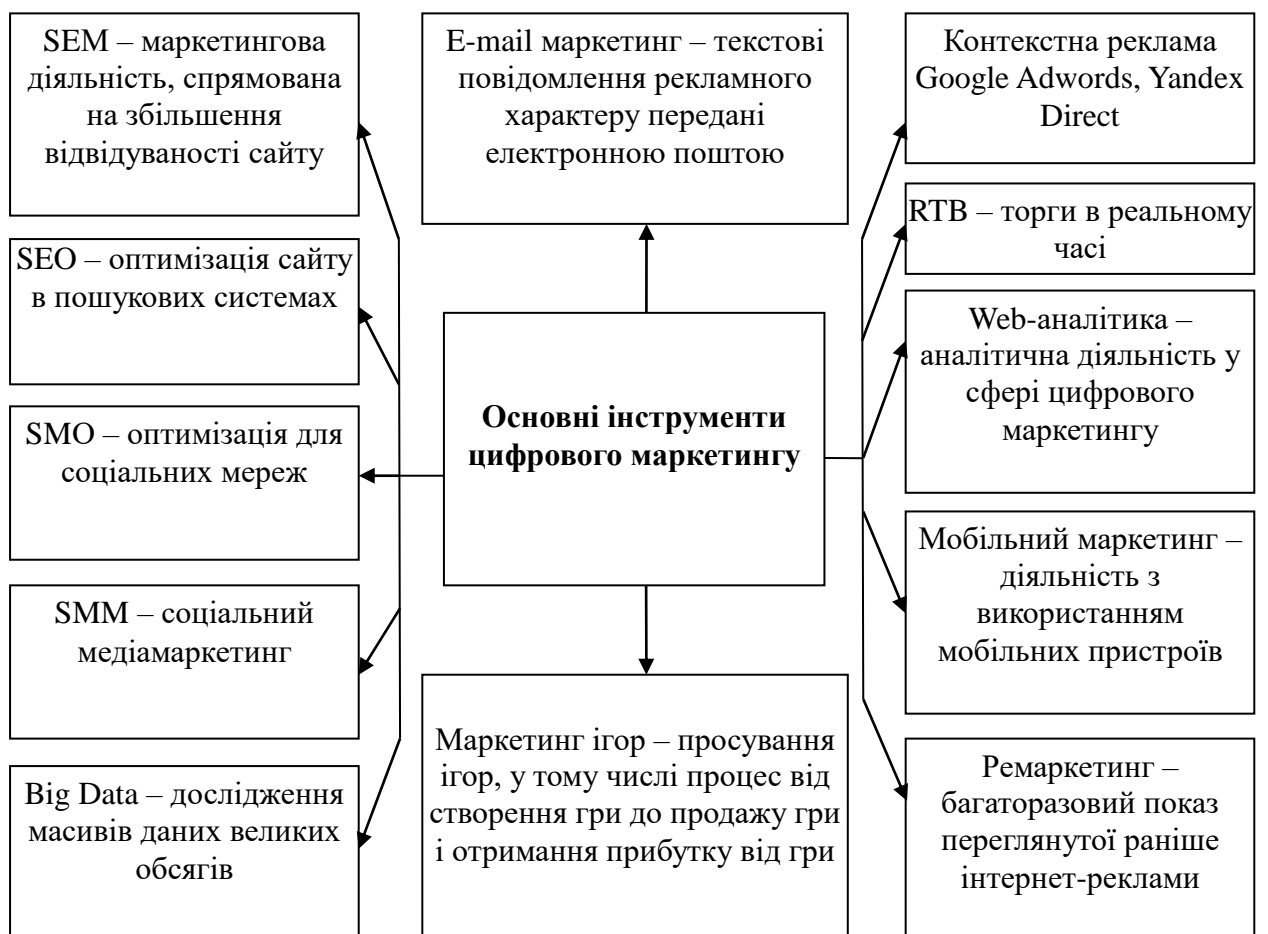 SEM – маркетингова
діяльність, спрямована
на збільшення
відвідуваності сайту
SEO – оптимізація сайту
в пошукових системах
SMO – оптимізація для
соціальних мереж
SMM – соціальний
медіамаркетинг
Big Data – дослідження
масивів даних великих
обсягів
E-mail маркетинг – текстові
повідомлення рекламного
характеру передані
електронною поштою
Основні інструменти
цифрового маркетингу
Маркетинг ігор – просування
ігор, у тому числі процес від
створення гри до продажу гри
і отримання прибутку від гри
Контекстна реклама
Google Adwords, Yandex
Direct
RTB – торги в реальному
часі
Web-аналітика –
аналітична діяльність у
сфері цифрового
маркетингу
Мобільний маркетинг –
діяльність з
використанням
мобільних пристроїв
Ремаркетинг –
багаторазовий показ
переглянутої раніше
інтернет-реклами